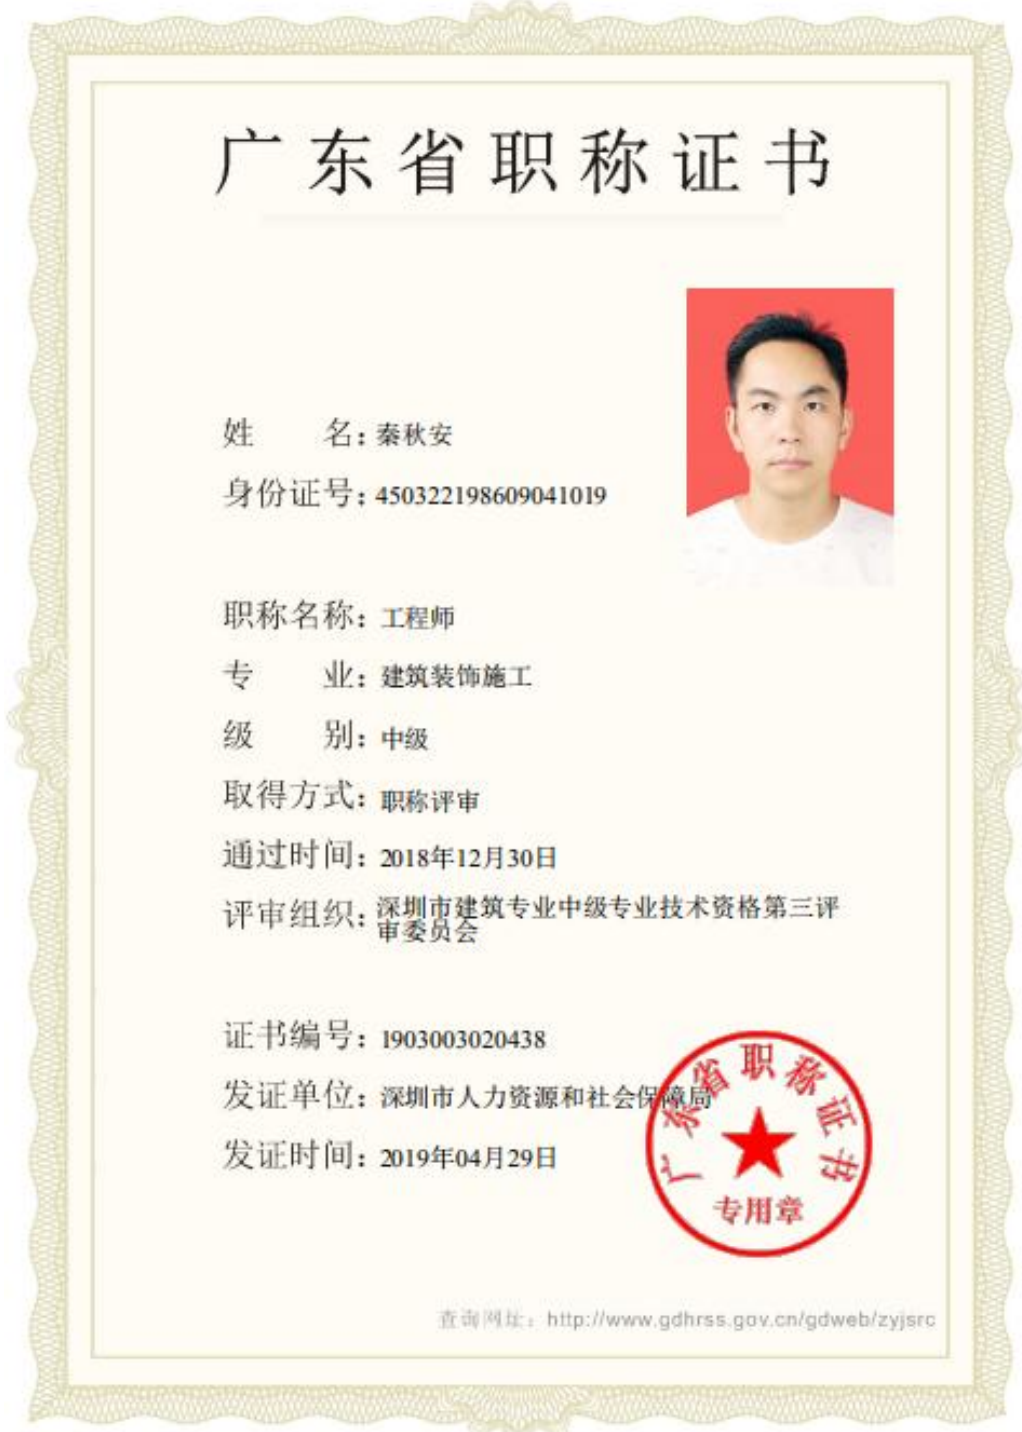 广东省职称证书
姓 名：秦秋安
身份证号：450322198609041019
职称名称：工程师
专 业：建筑装饰施工
级 别：中级
取得方式：职称评审
通过时间：2018年12月30日
评审组织：深圳市建筑专业中级专业技术资格第三评
审委员会
证书编号：1903003020438
发证单位：深圳市人力资源和社会保障局
发证时间：2019年04月29日
广东省职称证书
专用章
查询网址：http://www.gdhrss.gov.cn/gdweb/zyjsrc